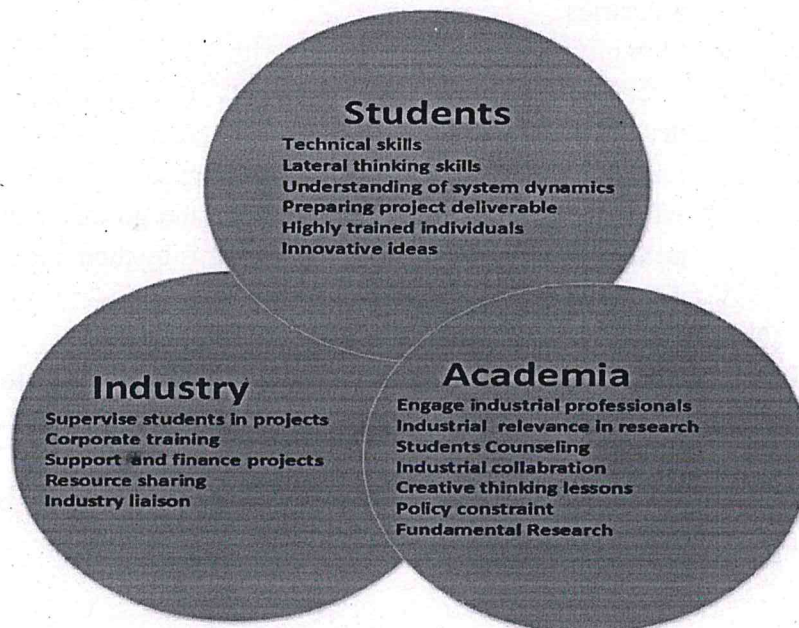 Students
Technical skills
Lateral thinking skills
Understanding of system dynamics
Preparing project deliverable
Highly trained individuals
Innovative ideas
Industry
Supervise students in projects
Corporate training
Support and finance projects
Resource sharing
Industry liaison
Academia
Engage industrial professionals
Industrial relevance in research
Students Counseling
Industrial collabration
Creative thinking lessons
Policy constraint
Fundamental Research